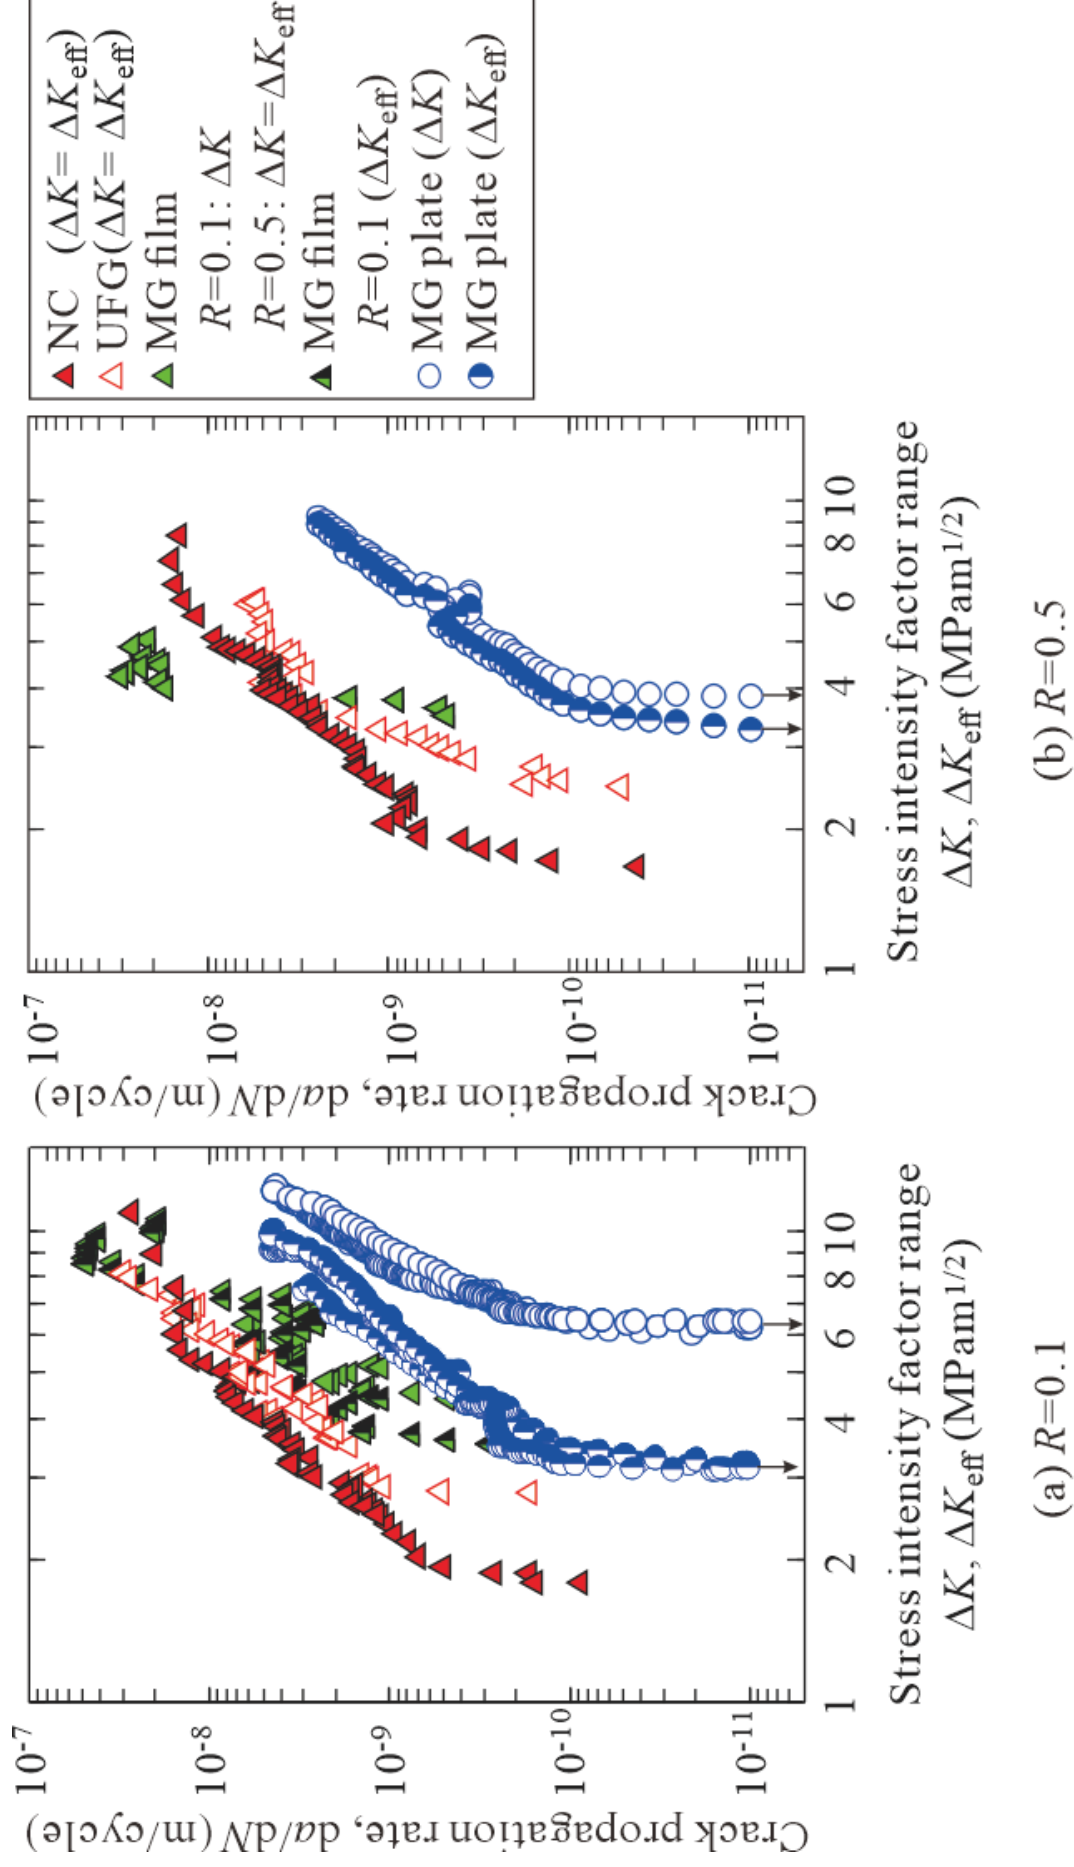 Crack propagation rate, da/dN (m/cycle)
10-7
10-8
10-9
10-10
10-11
1
2
4
6
8
10
Stress intensity factor range
ΔK, ΔKeff (MPam1/2)
(a) R=0.1
Crack propagation rate, da/dN (m/cycle)
10-7
10-8
10-9
10-10
10-11
1
2
4
6
8
10
Stress intensity factor range
ΔK, ΔKeff (MPam1/2)
(b) R=0.5
NC (ΔK= ΔKeff)
UFG(ΔK= ΔKeff)
MG film
R=0.1: ΔK
R=0.5: ΔK=ΔKeff
MG film
R=0.1 (ΔKeff)
MG plate (ΔK)
MG plate (ΔKeff)